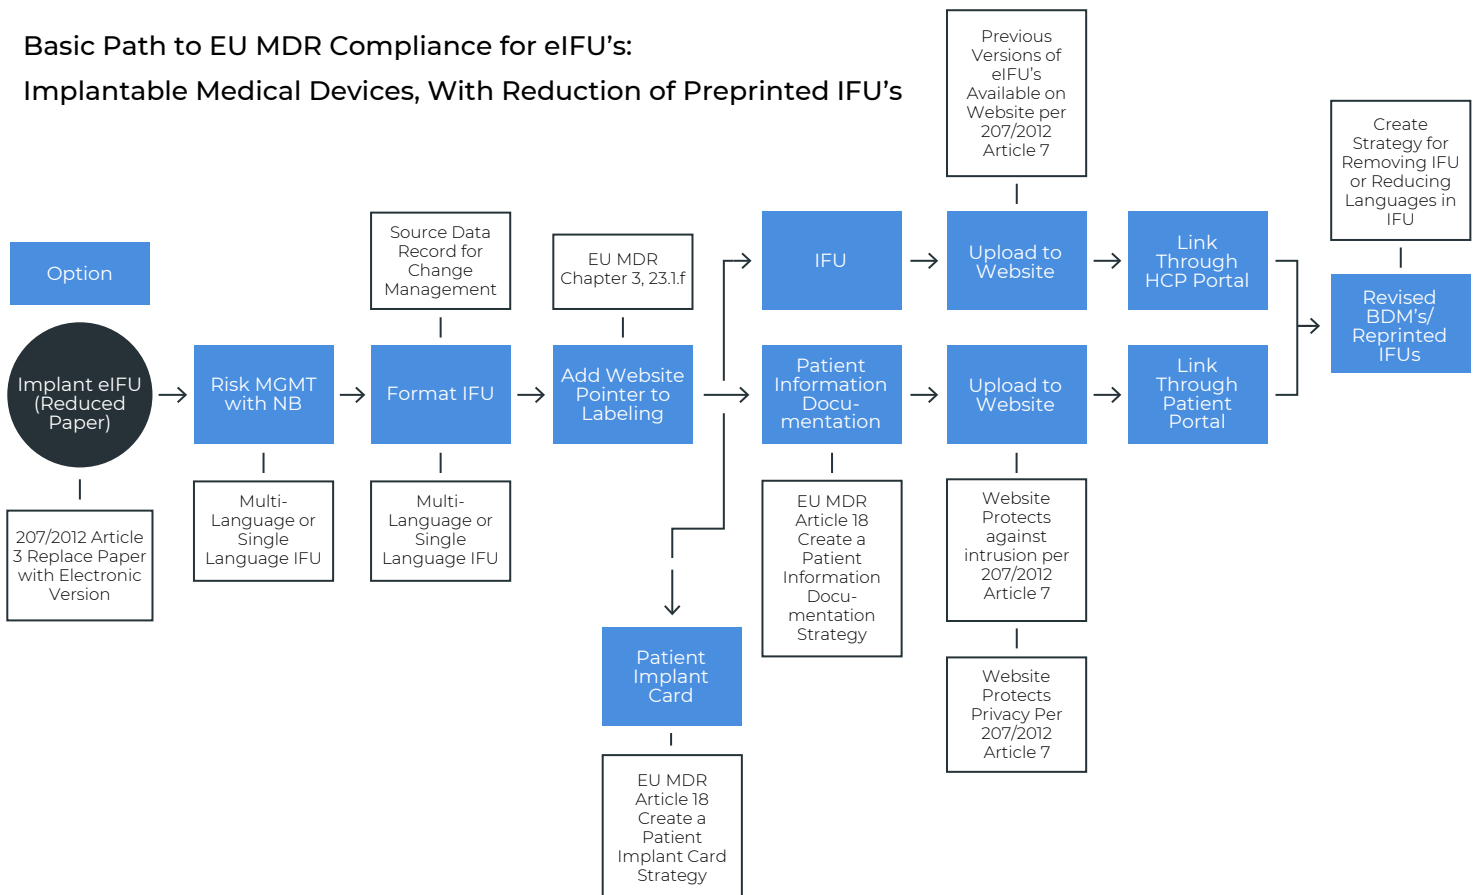 Basic Path to EU MDR Compliance for eIFU's:
Implantable Medical Devices, With Reduction of Preprinted IFU's
Option
Implant eIFU
(Reduced
Paper)
207/2012 Article
3 Replace Paper
with Electronic
Version
Risk MGMT
with NB
Multi-
Language or
Single
Language IFU
Source Data
Record for
Change
Management
Format IFU
Multi-
Language or
Single
Language IFU
EU MDR
Chapter 3, 23.1.f
Add Website
Pointer to
Labeling
Patient
Implant
Card
EU MDR
Article 18
Create a
Patient
Implant Card
Strategy
IFU
Patient
Information
Docu-
mentation
EU MDR
Article 18
Create a
Patient
Information
Docu-
mentation
Strategy
Previous
Versions of
eIFU's
Available on
Website per
207/2012
Article 7
Upload to
Website
Upload to
Website
Website
Protects
against
intrusion per
207/2012
Article 7
Website
Protects
Privacy Per
207/2012
Article 7
Link
Through
HCP Portal
Link
Through
Patient
Portal
Create
Strategy for
Removing IFU
or Reducing
Languages in
IFU
Revised
BDM's/
Reprinted
IFUs